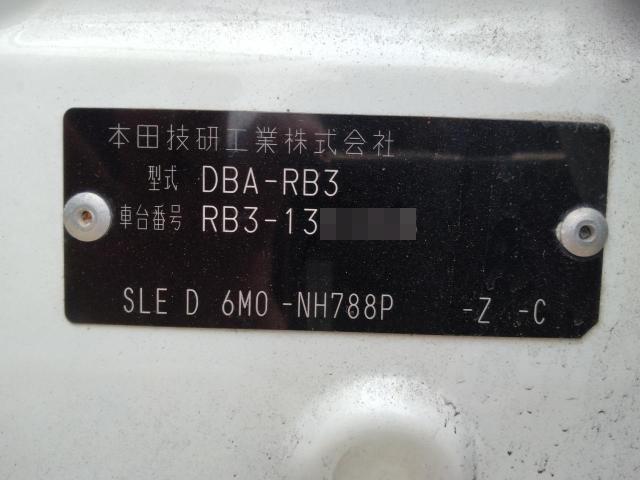 本田技研工業株式会社
型式 DBA-RB3
車台番号 RB3-13
SLE D 6M0 -NH788P -Z -C